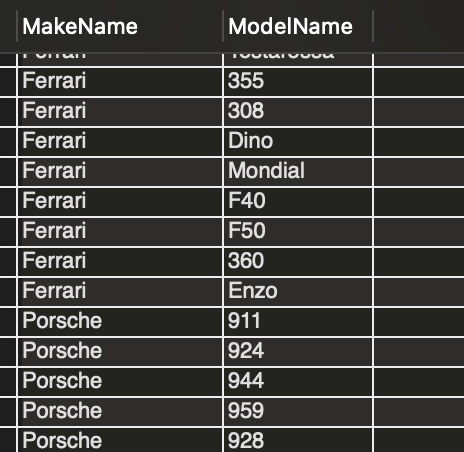 MakeName ModelName
Ferrari Testarossa
Ferrari 355
Ferrari 308
Ferrari Dino
Ferrari Mondial
Ferrari F40
Ferrari F50
Ferrari 360
Ferrari Enzo
Porsche 911
Porsche 924
Porsche 944
Porsche 959
Porsche 928